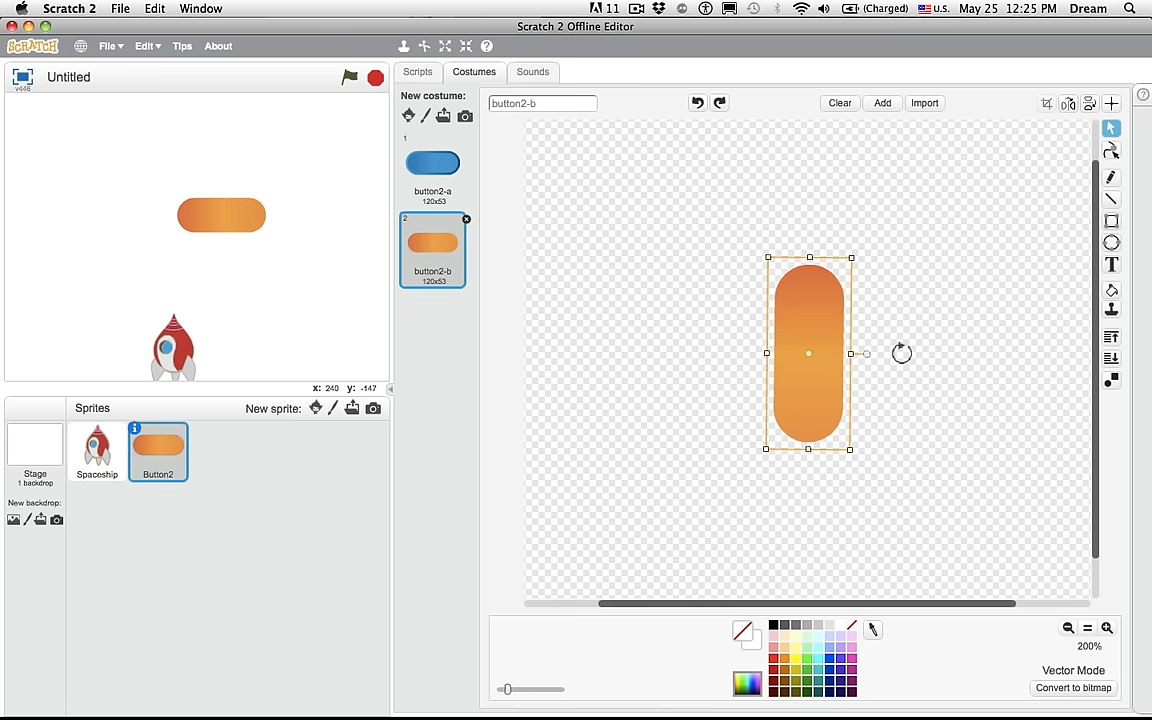 Scratch 2 File Edit Window 11 (Charged) U.S. May 25 12:25 PM Dream
Scratch 2 Offline Editor
SCRATCH File Edit Tips About
Untitled
v446
Scripts Costumes Sounds
New costume:
button2-b
Clear Add Import
1
button2-a
120x53
2
button2-b
120x53
x: 240 y: -147
Sprites New sprite:
Stage
1 backdrop
New backdrop:
Spaceship
Button2
T
200%
Vector Mode
Convert to bitmap